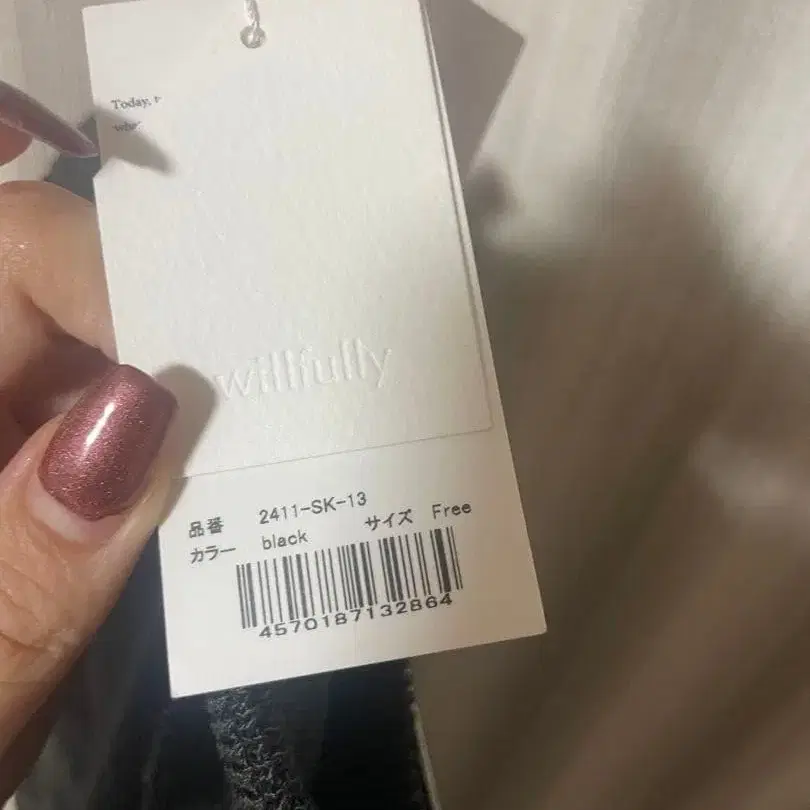 Today,
willfully
品番 2411-SK-13
カラー black サイズ Free
4570187132864